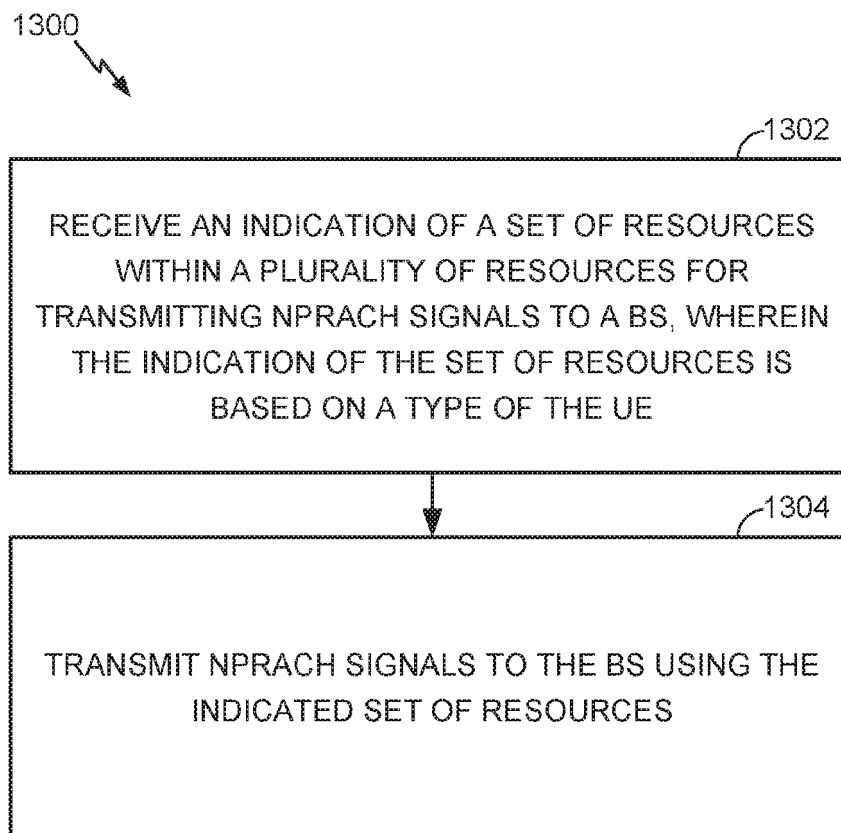 1300
1302
RECEIVE AN INDICATION OF A SET OF RESOURCES
WITHIN A PLURALITY OF RESOURCES FOR
TRANSMITTING NPRACH SIGNALS TO A BS, WHEREIN
THE INDICATION OF THE SET OF RESOURCES IS
BASED ON A TYPE OF THE UE
1304
TRANSMIT NPRACH SIGNALS TO THE BS USING THE
INDICATED SET OF RESOURCES